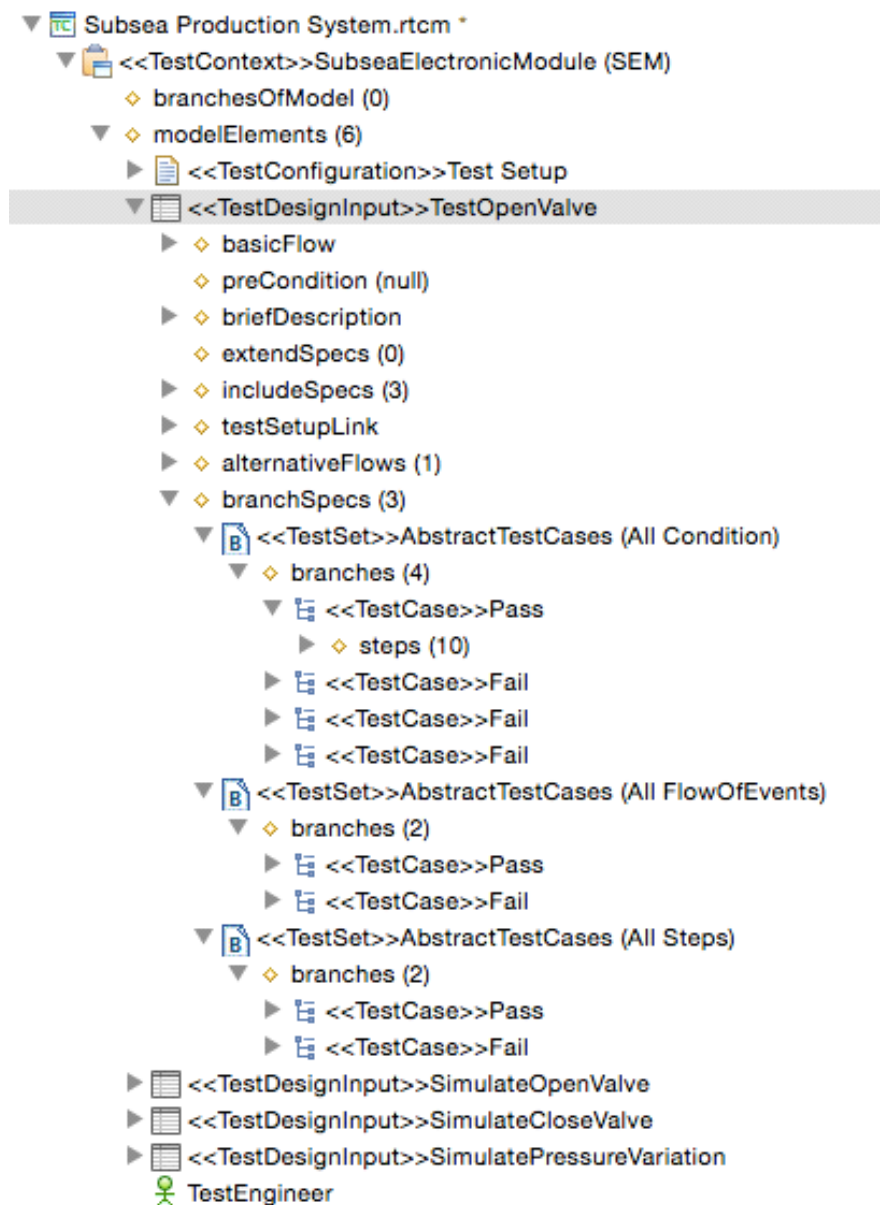 Subsea Production System.rtcm *
<<TestContext>>SubseaElectronicModule (SEM)
branchesOfModel (0)
modelElements (6)
<<TestConfiguration>>Test Setup
<<TestDesignInput>>TestOpenValve
basicFlow
preCondition (null)
briefDescription
extendSpecs (0)
includeSpecs (3)
testSetupLink
alternativeFlows (1)
branchSpecs (3)
<<TestSet>>AbstractTestCases (All Condition)
branches (4)
<<TestCase>>Pass
steps (10)
<<TestCase>>Fail
<<TestCase>>Fail
<<TestCase>>Fail
<<TestSet>>AbstractTestCases (All FlowOfEvents)
branches (2)
<<TestCase>>Pass
<<TestCase>>Fail
<<TestSet>>AbstractTestCases (All Steps)
branches (2)
<<TestCase>>Pass
<<TestCase>>Fail
<<TestDesignInput>>SimulateOpenValve
<<TestDesignInput>>SimulateCloseValve
<<TestDesignInput>>SimulatePressureVariation
TestEngineer